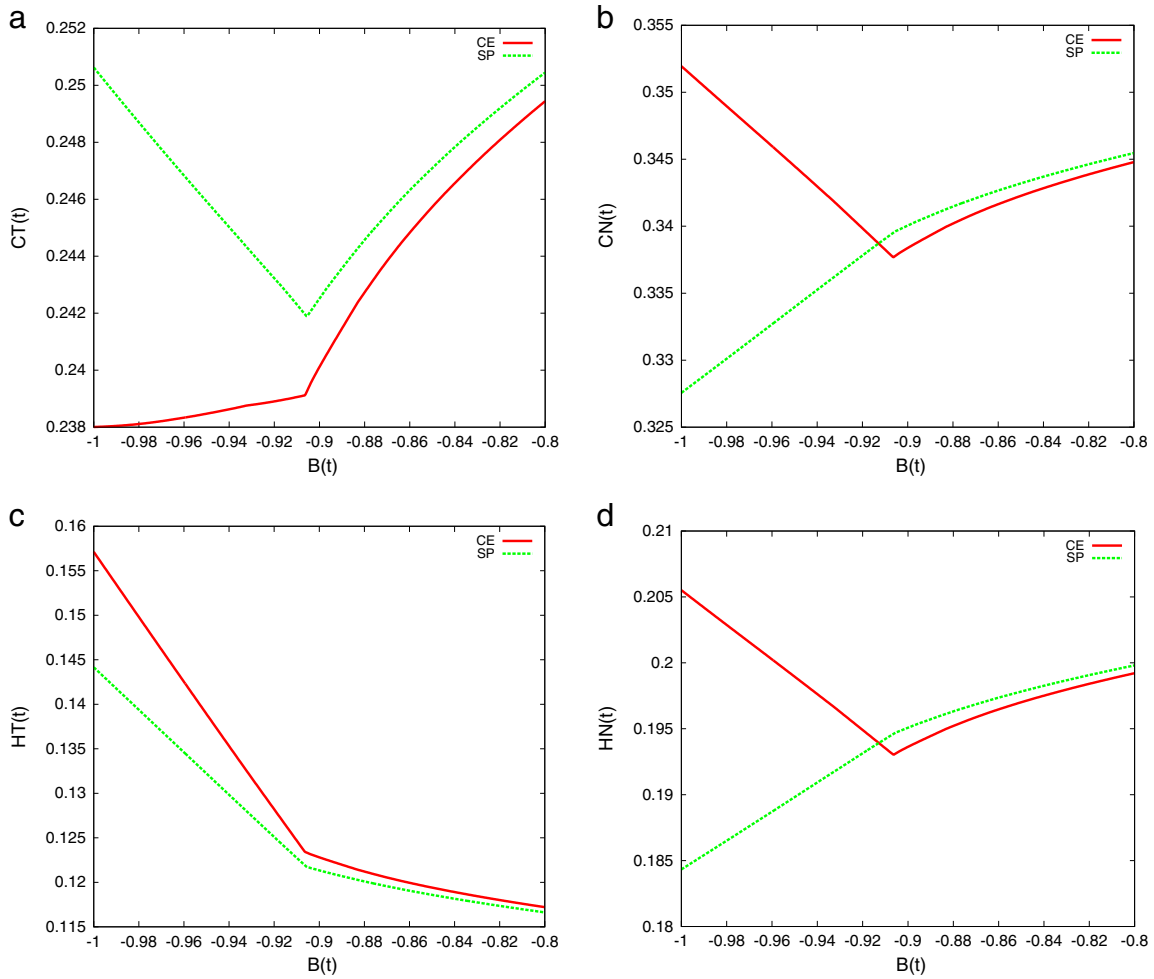 a
0.252
0.25
0.248
0.246
0.244
0.242
0.24
0.238
CT(t)
CE
SP
-1 -0.98 -0.96 -0.94 -0.92 -0.9 -0.88 -0.86 -0.84 -0.82 -0.8
B(t)
b
0.355
0.35
0.345
0.34
0.335
0.33
0.325
CN(t)
CE
SP
-1 -0.98 -0.96 -0.94 -0.92 -0.9 -0.88 -0.86 -0.84 -0.82 -0.8
B(t)
c
0.16
0.155
0.15
0.145
0.14
0.135
0.13
0.125
0.12
0.115
HT(t)
CE
SP
-1 -0.98 -0.96 -0.94 -0.92 -0.9 -0.88 -0.86 -0.84 -0.82 -0.8
B(t)
d
0.21
0.205
0.2
0.195
0.19
0.185
0.18
HN(t)
CE
SP
-1 -0.98 -0.96 -0.94 -0.92 -0.9 -0.88 -0.86 -0.84 -0.82 -0.8
B(t)